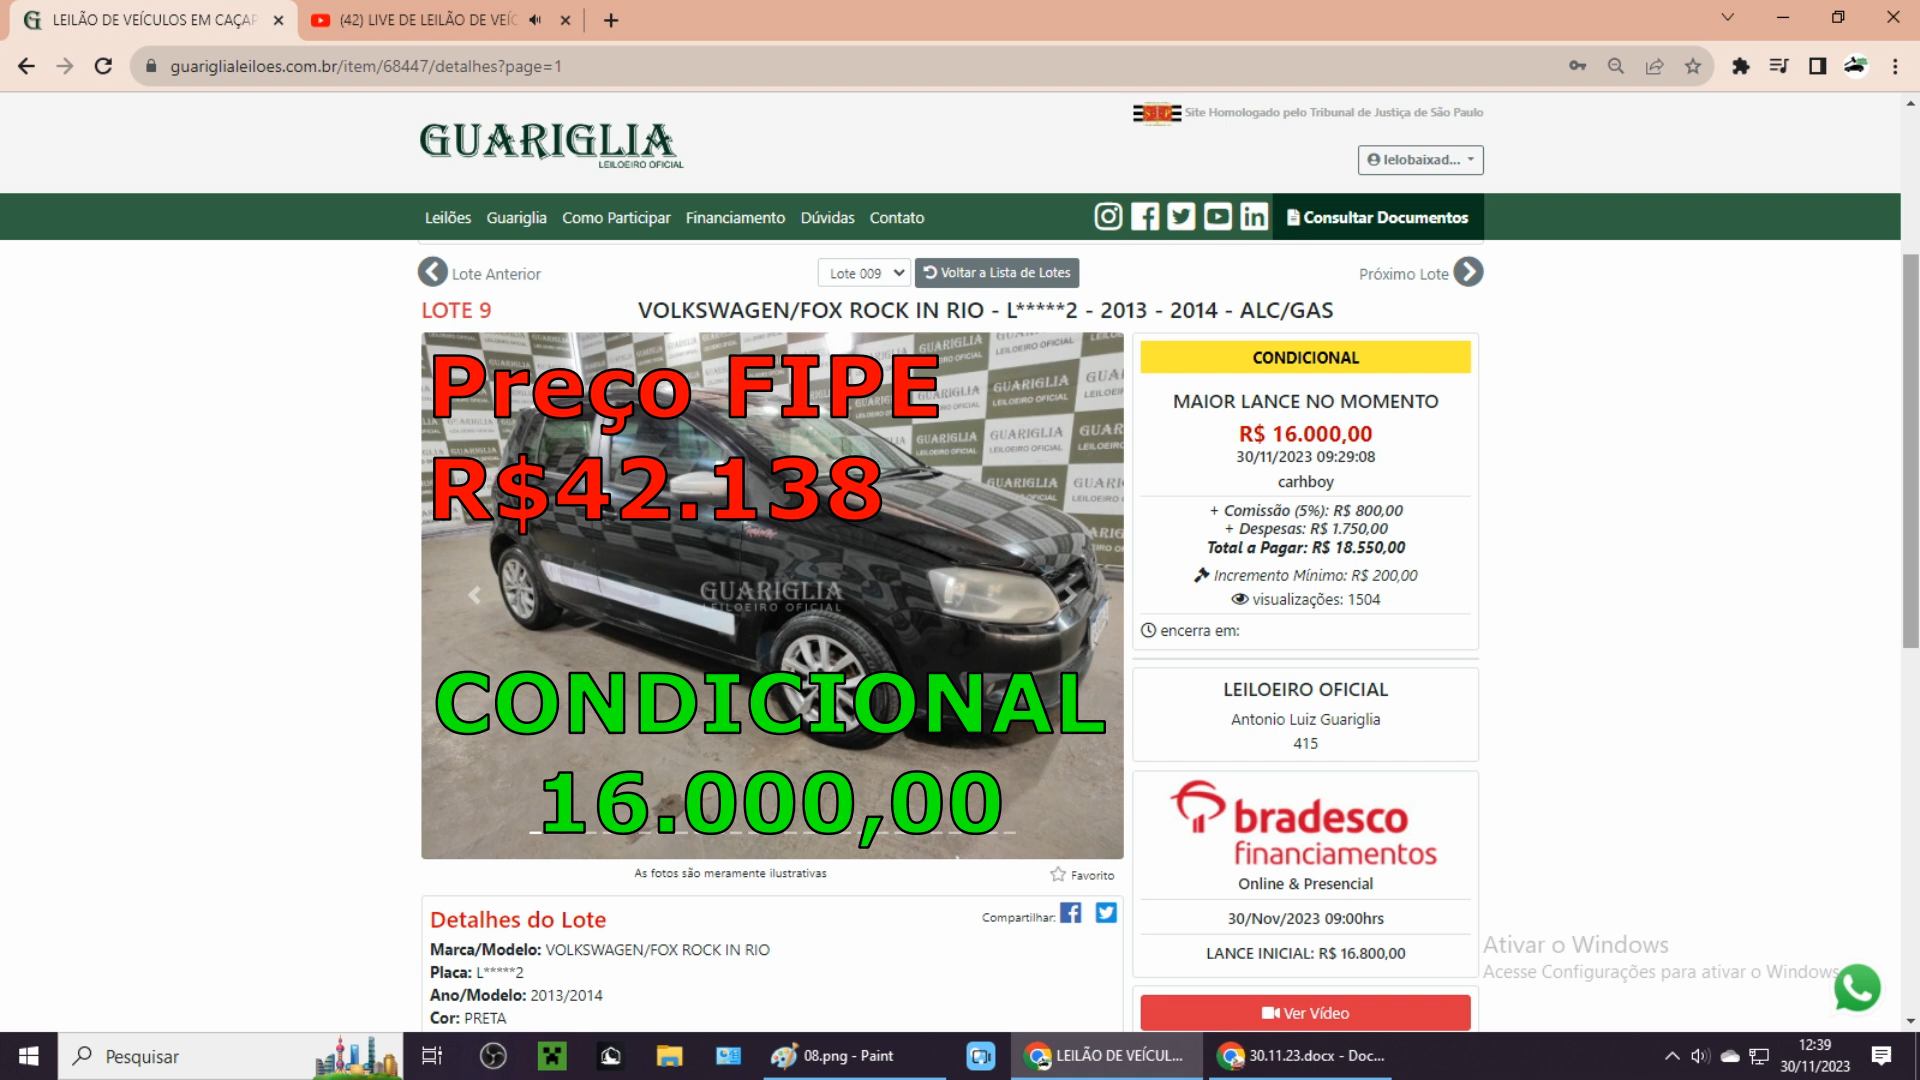 LEILÃO DE VEÍCULOS EM CAÇAP
(42) LIVE DE LEILÃO DE VEÍC
guariglialeiloes.com.br/item/68447/detalhes?page=1
GUARIGLIA
LEILOEIRO OFICIAL
Site Homologado pelo Tribunal de Justiça de São Paulo
lelobaixad...
Leilões Guariglia Como Participar Financiamento Dúvidas Contato
Consultar Documentos
Lote Anterior
Lote 009
Voltar a Lista de Lotes
Próximo Lote
LOTE 9
VOLKSWAGEN/FOX ROCK IN RIO - L*****2 - 2013 - 2014 - ALC/GAS
Preço FIPE
R$42.138
GUARIGLIA
LEILOEIRO OFICIAL
CONDICIONAL
16.000,00
As fotos são meramente ilustrativas
Favorito
CONDICIONAL
MAIOR LANCE NO MOMENTO
R$ 16.000,00
30/11/2023 09:29:08
carhboy
+ Comissão (5%): R$ 800,00
+ Despesas: R$ 1.750,00
Total a Pagar: R$ 18.550,00
Incremento Mínimo: R$ 200,00
visualizações: 1504
encerra em:
LEILOEIRO OFICIAL
Antonio Luiz Guariglia
415
bradesco
financiamentos
Online & Presencial
30/Nov/2023 09:00hrs
LANCE INICIAL: R$ 16.800,00
Ver Vídeo
Detalhes do Lote
Compartilhar:
Marca/Modelo: VOLKSWAGEN/FOX ROCK IN RIO
Placa: L*****2
Ano/Modelo: 2013/2014
Cor: PRETA
Ativar o Windows
Acesse Configurações para ativar o Windows
Pesquisar
08.png - Paint
LEILÃO DE VEÍCUL...
30.11.23.docx - Doc...
12:39
30/11/2023